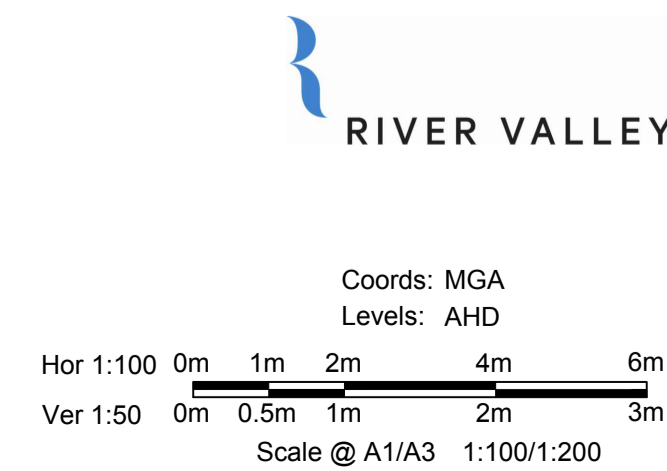 RIVER VALLEY
Coords: MGA
Levels: AHD
Hor 1:100 0m 1m 2m 4m 6m
Ver 1:50 0m 0.5m 1m 2m 3m
Scale @ A1/A3 1:100/1:200